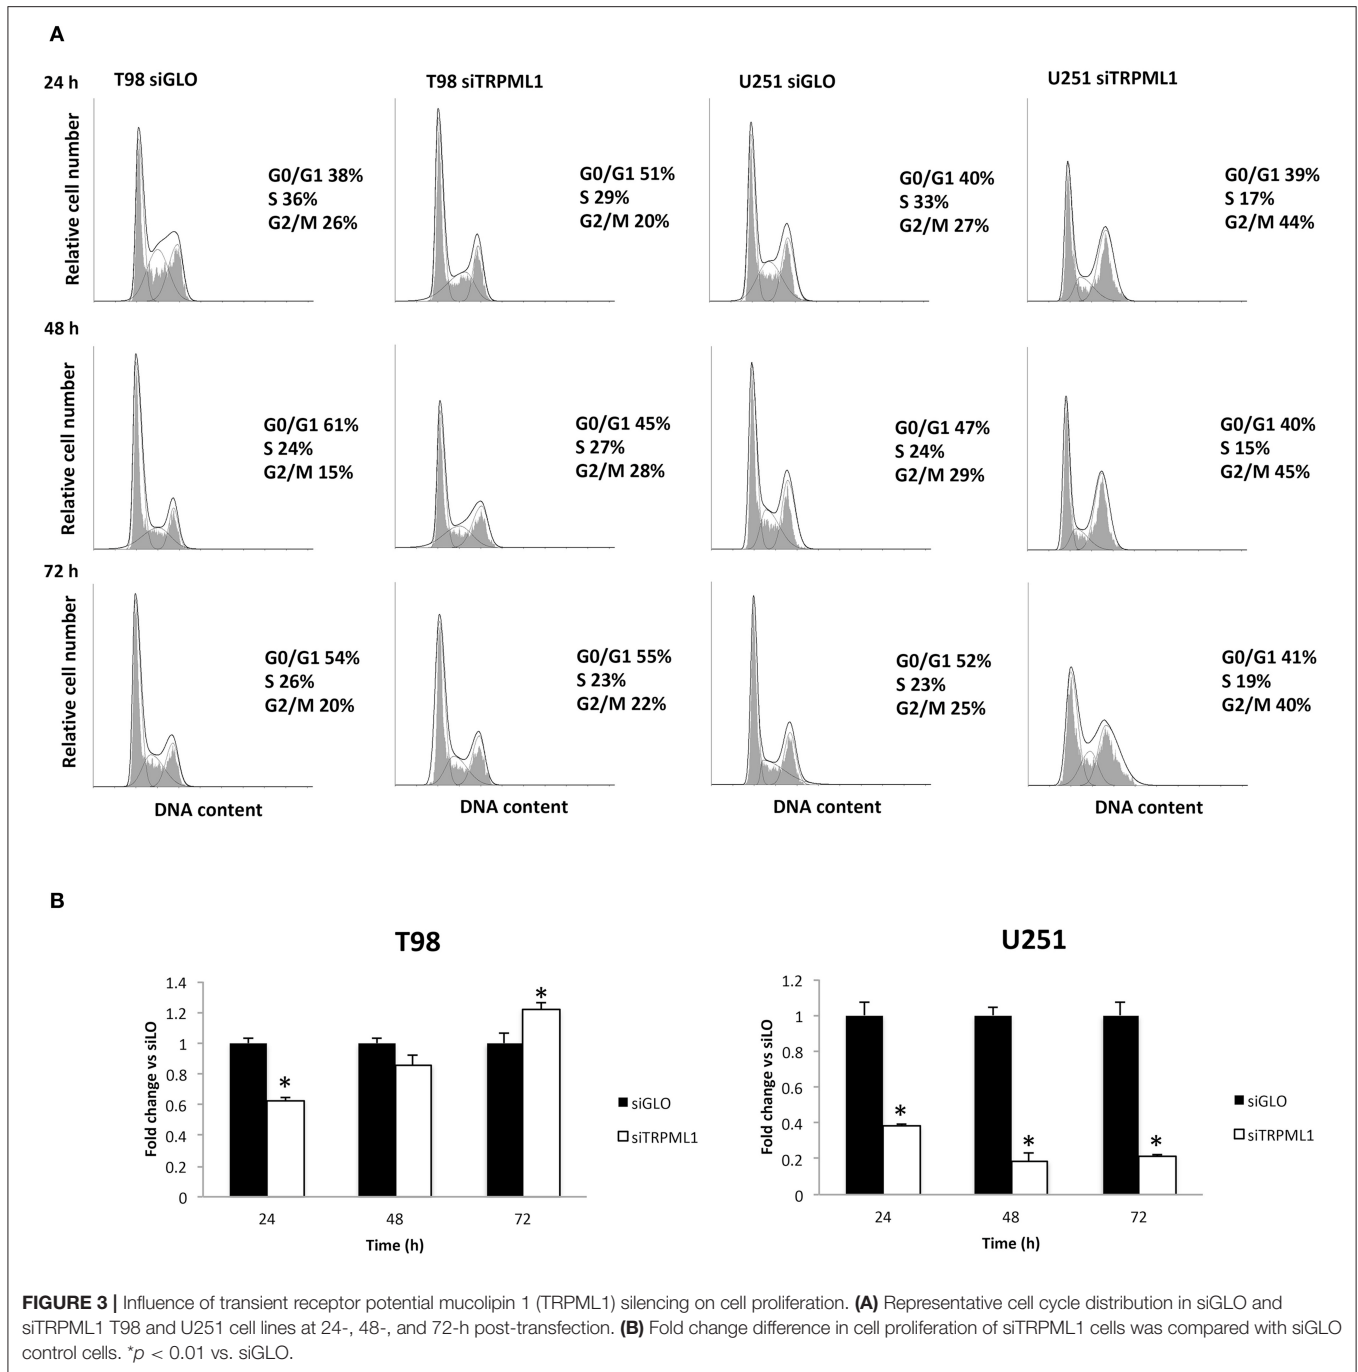 A
24 h
T98 siGLO
T98 siTRPML1
U251 siGLO
U251 siTRPML1
Relative cell number
G0/G1 38%
S 36%
G2/M 26%
G0/G1 51%
S 29%
G2/M 20%
G0/G1 40%
S 33%
G2/M 27%
G0/G1 39%
S 17%
G2/M 44%
48 h
Relative cell number
G0/G1 61%
S 24%
G2/M 15%
G0/G1 45%
S 27%
G2/M 28%
G0/G1 47%
S 24%
G2/M 29%
G0/G1 40%
S 15%
G2/M 45%
72 h
Relative cell number
G0/G1 54%
S 26%
G2/M 20%
G0/G1 55%
S 23%
G2/M 22%
G0/G1 52%
S 23%
G2/M 25%
G0/G1 41%
S 19%
G2/M 40%
DNA content
DNA content
DNA content
DNA content
B
T98
Fold change vs siLO
1.4
1.2
1
0.8
0.6
0.4
0.2
0
*
*
24
48
72
Time (h)
siGLO
siTRPML1
U251
Fold change vs siLO
1.2
1
0.8
0.6
0.4
0.2
0
*
*
*
24
48
72
Time (h)
siGLO
siTRPML1
FIGURE 3 | Influence of transient receptor potential mucolipin 1 (TRPML1) silencing on cell proliferation. (A) Representative cell cycle distribution in siGLO and
siTRPML1 T98 and U251 cell lines at 24-, 48-, and 72-h post-transfection. (B) Fold change difference in cell proliferation of siTRPML1 cells was compared with siGLO
control cells. *p < 0.01 vs. siGLO.